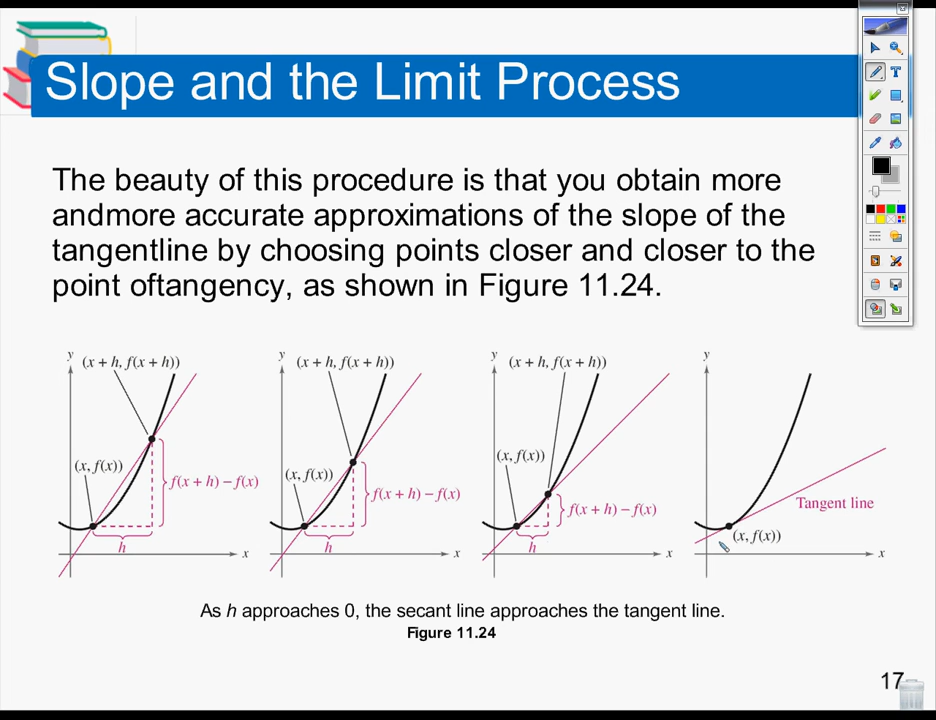 Slope and the Limit Process
The beauty of this procedure is that you obtain more
andmore accurate approximations of the slope of the
tangentline by choosing points closer and closer to the
point oftangency, as shown in Figure 11.24.
y
(x + h, f(x + h))
(x, f(x))
f(x + h) – f(x)
h
x
y
(x + h, f(x + h))
(x, f(x))
f(x + h) – f(x)
h
x
y
(x + h, f(x + h))
(x, f(x))
f(x + h) – f(x)
h
x
y
Tangent line
(x, f(x))
x
As h approaches 0, the secant line approaches the tangent line.
Figure 11.24
17
T